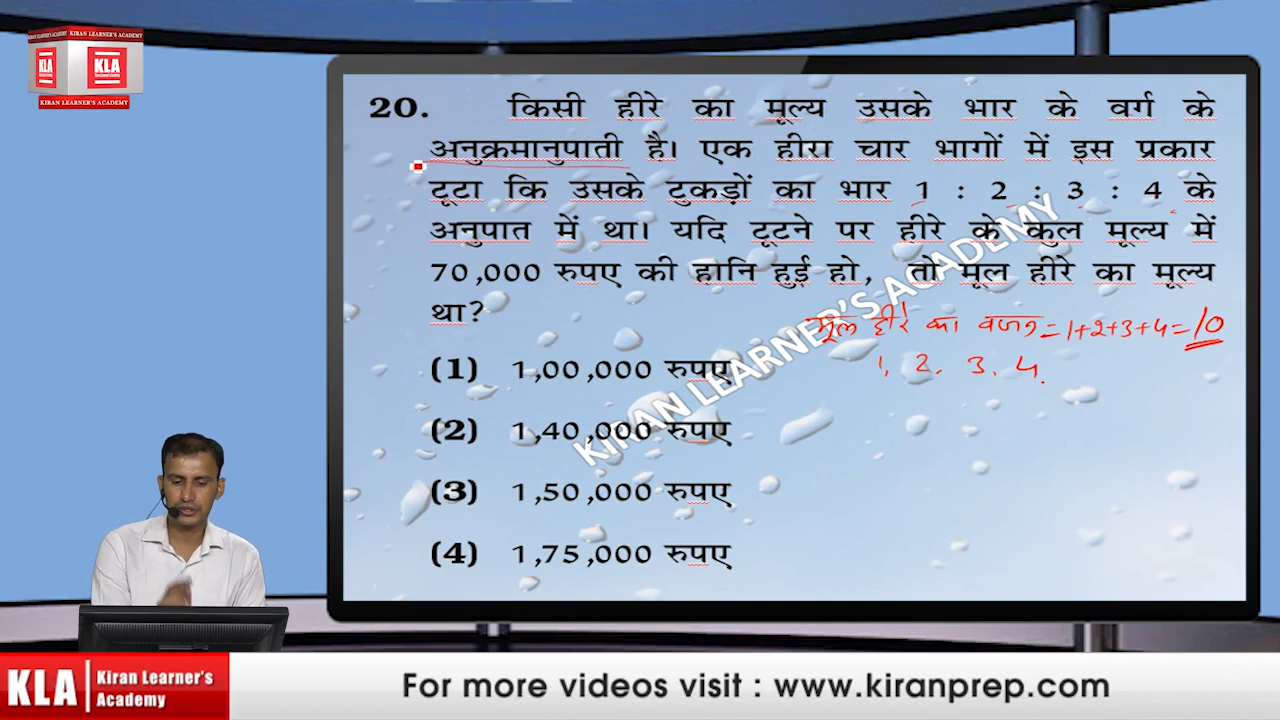 KIRAN LEARNER'S ACADEMY KIRAN LEARNER'S ACADEMY
KLA KLA
KIRAN LEARNER'S ACADEMY
20. किसी हीरे का मूल्य उसके भार के वर्ग के
अनुक्रमानुपाती है। एक हीरा चार भागों में इस प्रकार
टूटा कि उसके टुकड़ों का भार 1 : 2 : 3 : 4 के
अनुपात में था। यदि टूटने पर हीरे के कुल मूल्य में
70,000 रुपए की हानि हुई हो, तो मूल हीरे का मूल्य
था?
मूल हीरे का वजन = 1+2+3+4 = 10
1, 2, 3, 4.
(1) 1,00,000 रुपए
(2) 1,40,000 रुपए
(3) 1,50,000 रुपए
(4) 1,75,000 रुपए
KIRAN LEARNER'S ACADEMY
KLA Kiran Learner's
Academy
For more videos visit : www.kiranprep.com